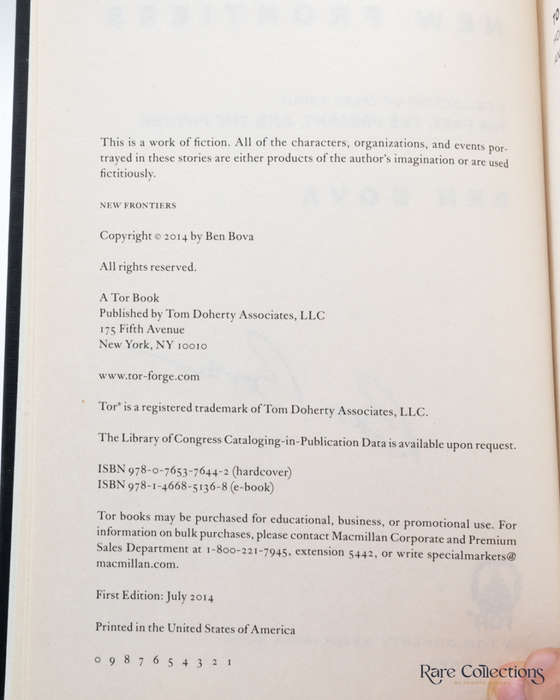 This is a work of fiction. All of the characters, organizations, and events por-
trayed in these stories are either products of the author's imagination or are used
fictitiously.
NEW FRONTIERS
Copyright © 2014 by Ben Bova
All rights reserved.
A Tor Book
Published by Tom Doherty Associates, LLC
175 Fifth Avenue
New York, NY 10010
www.tor-forge.com
Tor® is a registered trademark of Tom Doherty Associates, LLC.
The Library of Congress Cataloging-in-Publication Data is available upon request.
ISBN 978-0-7653-7644-2 (hardcover)
ISBN 978-1-4668-5136-8 (e-book)
Tor books may be purchased for educational, business, or promotional use. For
information on bulk purchases, please contact Macmillan Corporate and Premium
Sales Department at 1-800-221-7945, extension 5442, or write specialmarkets@
macmillan.com.
First Edition: July 2014
Printed in the United States of America
0 9 8 7 6 5 4 3 2 1
Rare Collections